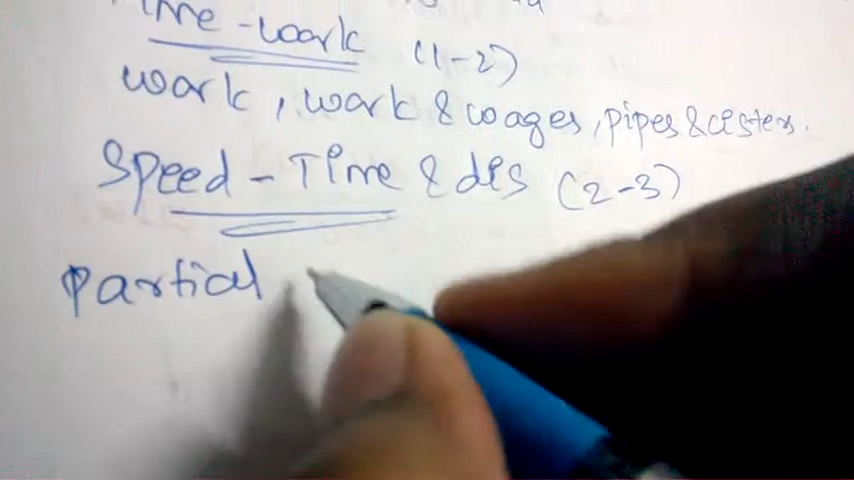 Time-work (1-2)
work, work & wages, pipes & cistern.
Speed - Time & dis (2-3)
partial